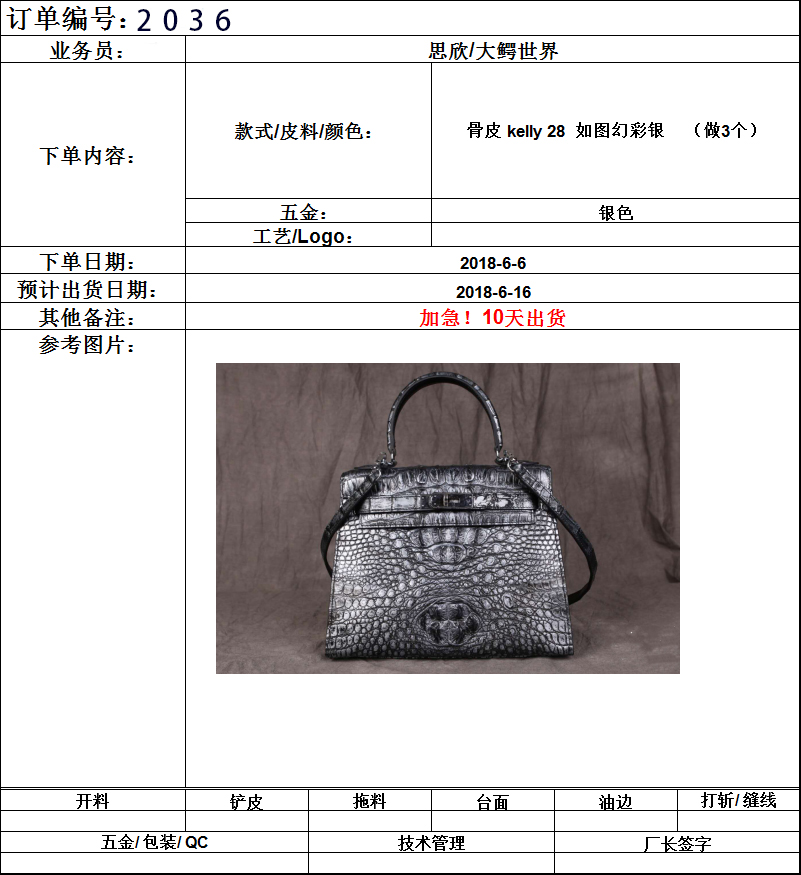 订单编号：2036
业务员： 思欣/大鳄世界
下单内容： 款式/皮料/颜色： 骨皮 kelly 28 如图幻彩银 （做3个）
五金： 银色
工艺/Logo：
下单日期： 2018-6-6
预计出货日期： 2018-6-16
其他备注： 加急！10天出货
参考图片：
开料 铲皮 拖料 台面 油边 打斩/缝线
五金/包装/QC 技术管理 厂长签字